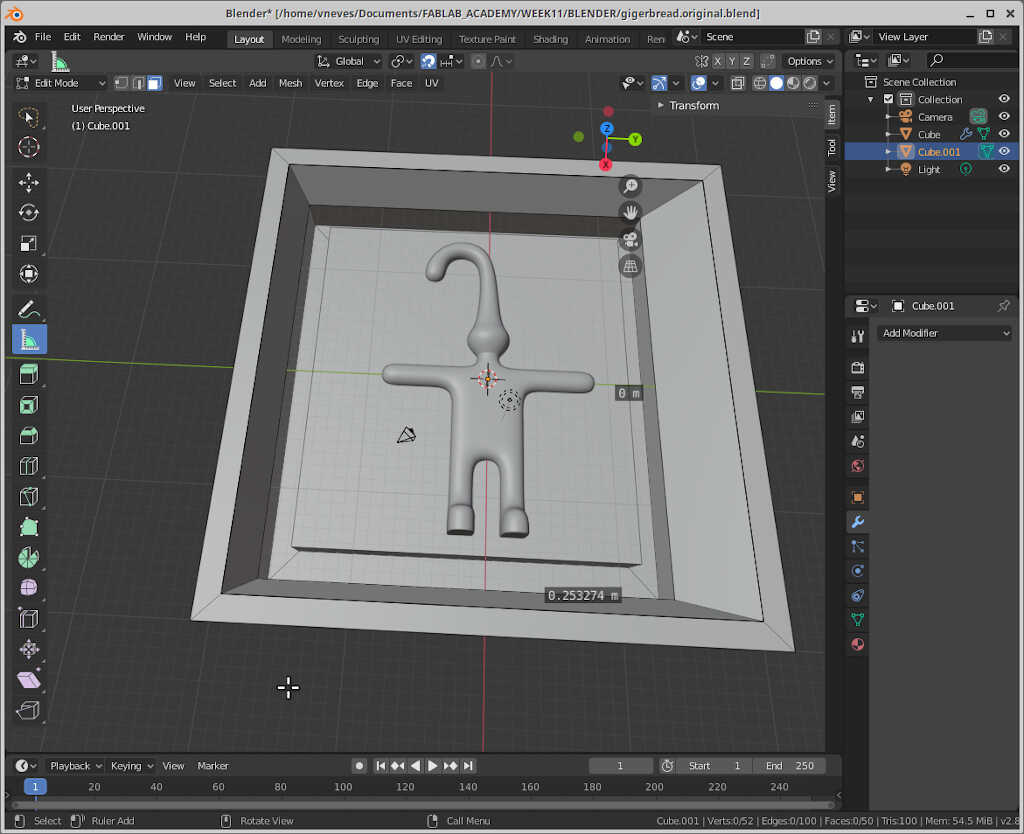 Blender* [/home/vneves/Documents/FABLAB_ACADEMY/WEEK11/BLENDER/gigerbread.original.blend]
File Edit Render Window Help Layout Modeling Sculpting UV Editing Texture Paint Shading Animation Ren Scene View Layer
Global X Y Z Options
Edit Mode View Select Add Mesh Vertex Edge Face UV
User Perspective
(1) Cube.001
Transform
Item
Tool
View
Z
Y
X
Scene Collection
Collection
Camera
Cube
Cube.001
Light
Cube.001
Add Modifier
0 m
0.253274 m
Playback Keying View Marker 1 Start 1 End 250
1 20 40 60 80 100 120 140 160 180 200 220 240
Select Ruler Add Rotate View Call Menu Cube.001 | Verts:0/52 | Edges:0/100 | Faces:0/50 | Tris:100 | Mem: 54.5 MiB | v2.8